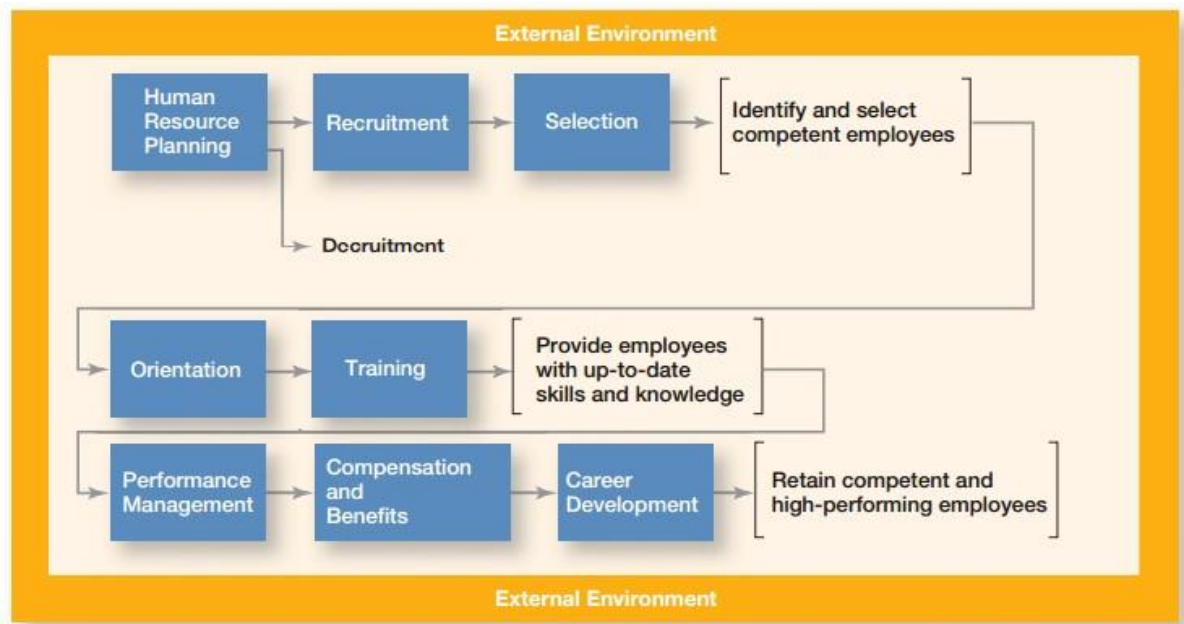 External Environment
Human
Resource
Planning
Recruitment
Selection
Identify and select
competent employees
Decruitment
Orientation
Training
Provide employees
with up-to-date
skills and knowledge
Performance
Management
Compensation
and
Benefits
Career
Development
Retain competent and
high-performing employees
External Environment